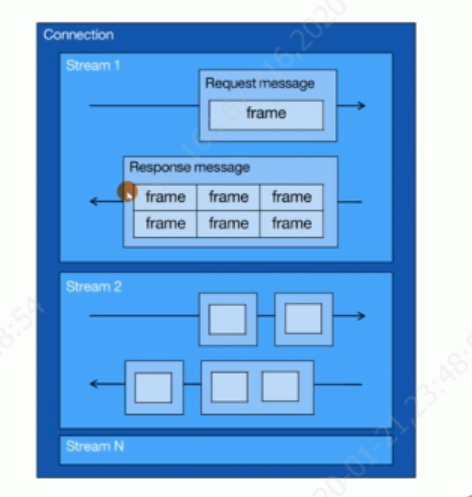 Connection
Stream 1
Request message
frame
Response message
frame frame frame
frame frame frame
Stream 2
Stream N